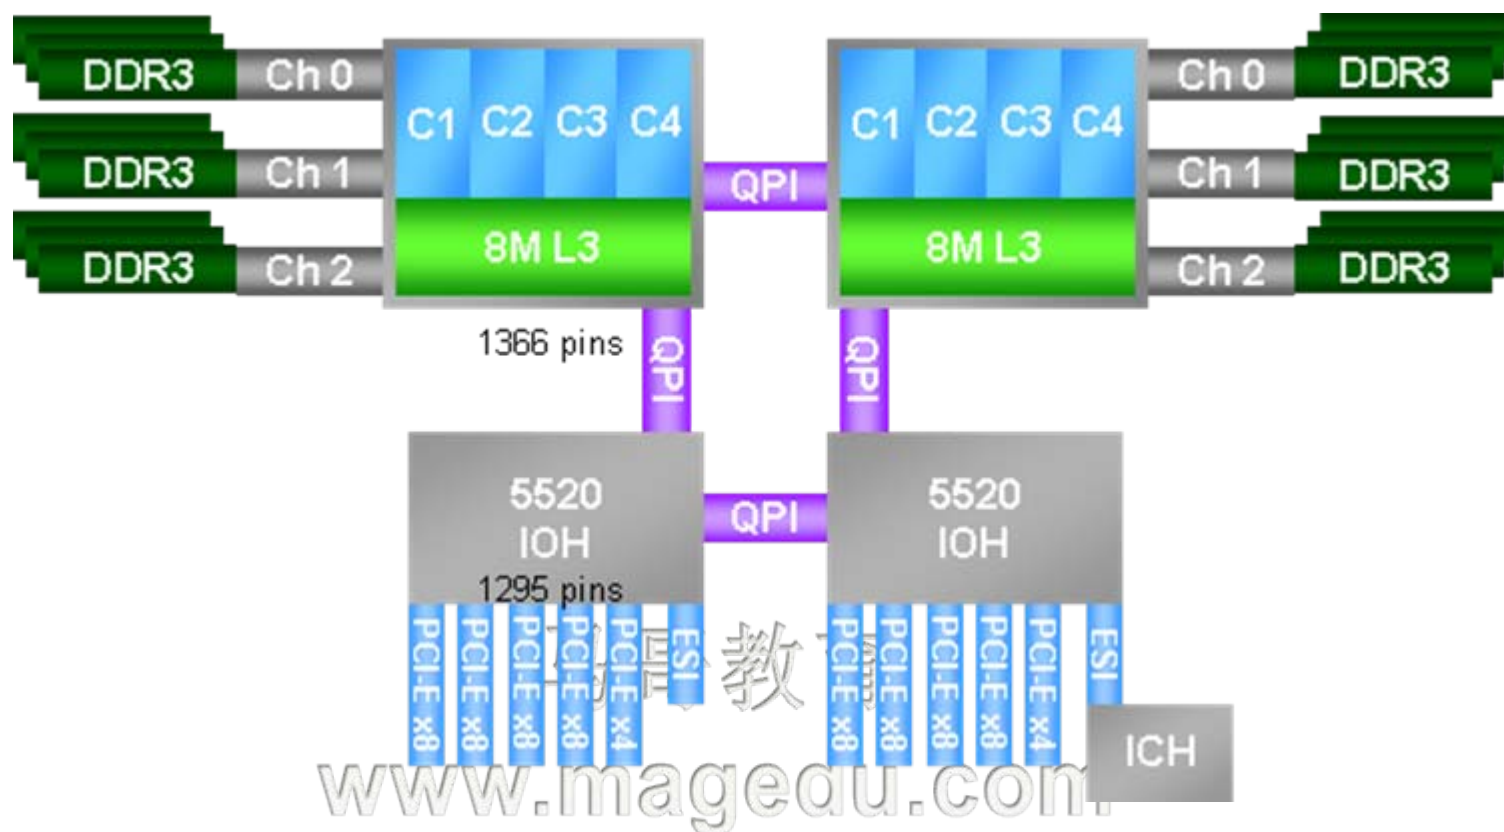 DDR3 Ch 0
DDR3 Ch 1
DDR3 Ch 2
C1 C2 C3 C4
8M L3
QPI
C1 C2 C3 C4
8M L3
Ch 0 DDR3
Ch 1 DDR3
Ch 2 DDR3
1366 pins
QPI
QPI
5520
IOH
1295 pins
QPI
5520
IOH
PCI-E x8
PCI-E x8
PCI-E x8
PCI-E x8
PCI-E x4
ESI
PCI-E x8
PCI-E x8
PCI-E x8
PCI-E x8
PCI-E x4
ESI
ICH
马哥教育
www.magedu.com